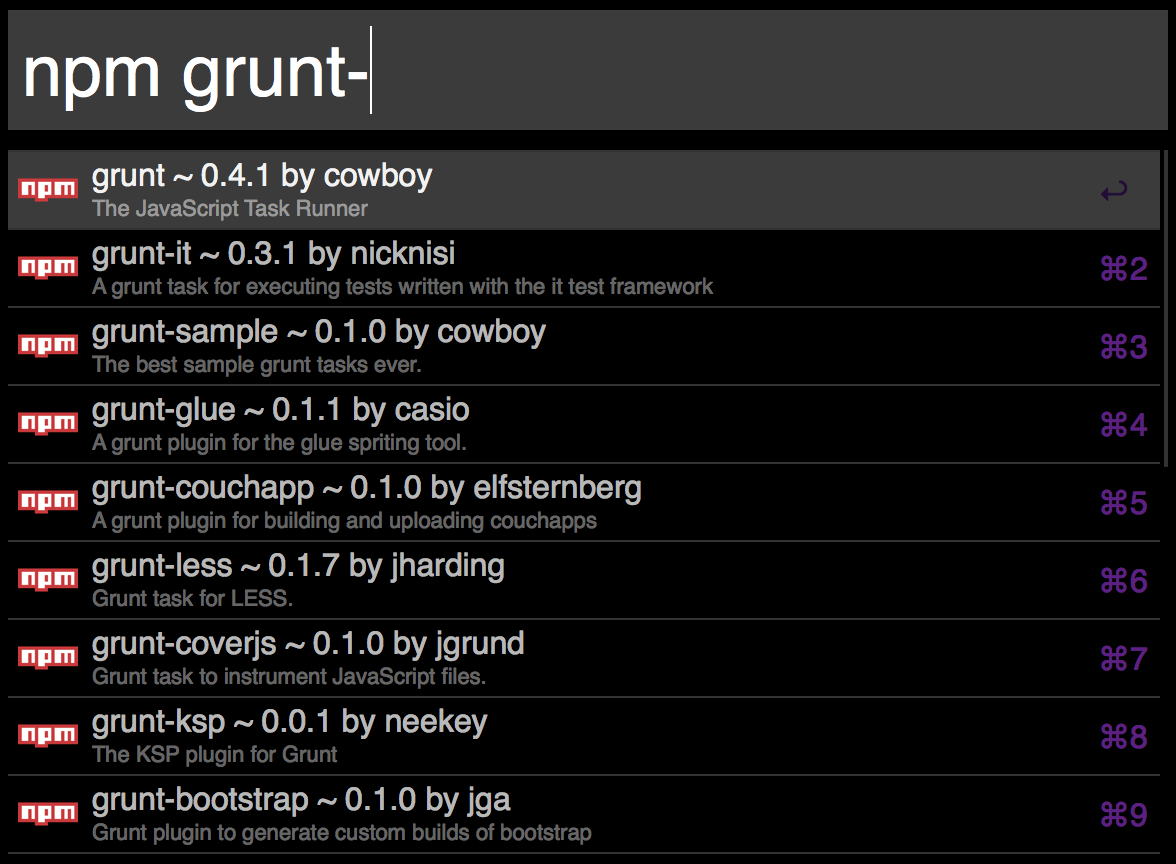 npm grunt-
npm grunt ~ 0.4.1 by cowboy ↩
The JavaScript Task Runner
npm grunt-it ~ 0.3.1 by nicknisi ⌘2
A grunt task for executing tests written with the it test framework
npm grunt-sample ~ 0.1.0 by cowboy ⌘3
The best sample grunt tasks ever.
npm grunt-glue ~ 0.1.1 by casio ⌘4
A grunt plugin for the glue spriting tool.
npm grunt-couchapp ~ 0.1.0 by elfsternberg ⌘5
A grunt plugin for building and uploading couchapps
npm grunt-less ~ 0.1.7 by jharding ⌘6
Grunt task for LESS.
npm grunt-coverjs ~ 0.1.0 by jgrund ⌘7
Grunt task to instrument JavaScript files.
npm grunt-ksp ~ 0.0.1 by neekey ⌘8
The KSP plugin for Grunt
npm grunt-bootstrap ~ 0.1.0 by jga ⌘9
Grunt plugin to generate custom builds of bootstrap